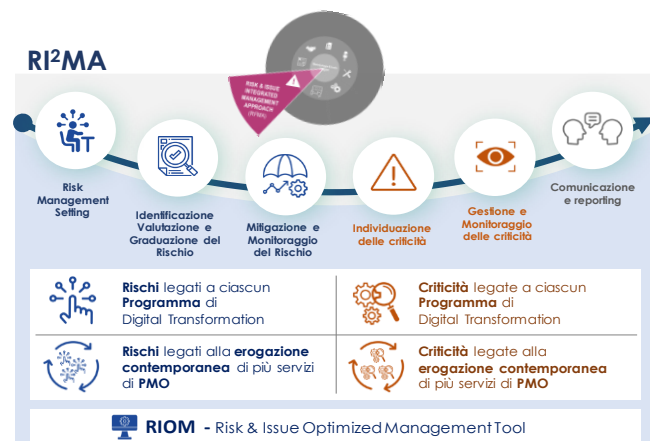 RI²MA
RISK & ISSUE
INTEGRATED
MANAGEMENT
APPROACH
(RI²MA)
Risk
Management
Setting
Identificazione
Valutazione e
Graduazione del
Rischio
Mitigazione e
Monitoraggio
del Rischio
Individuazione
delle criticità
Gestione e
Monitoraggio
delle criticità
Comunicazione
e reporting
Rischi legati a ciascun
Programma di
Digital Transformation
Criticità legate a ciascun
Programma di
Digital Transformation
Rischi legati alla erogazione
contemporanea di più servizi
di PMO
Criticità legate alla
erogazione contemporanea
di più servizi di PMO
RIOM - Risk & Issue Optimized Management Tool